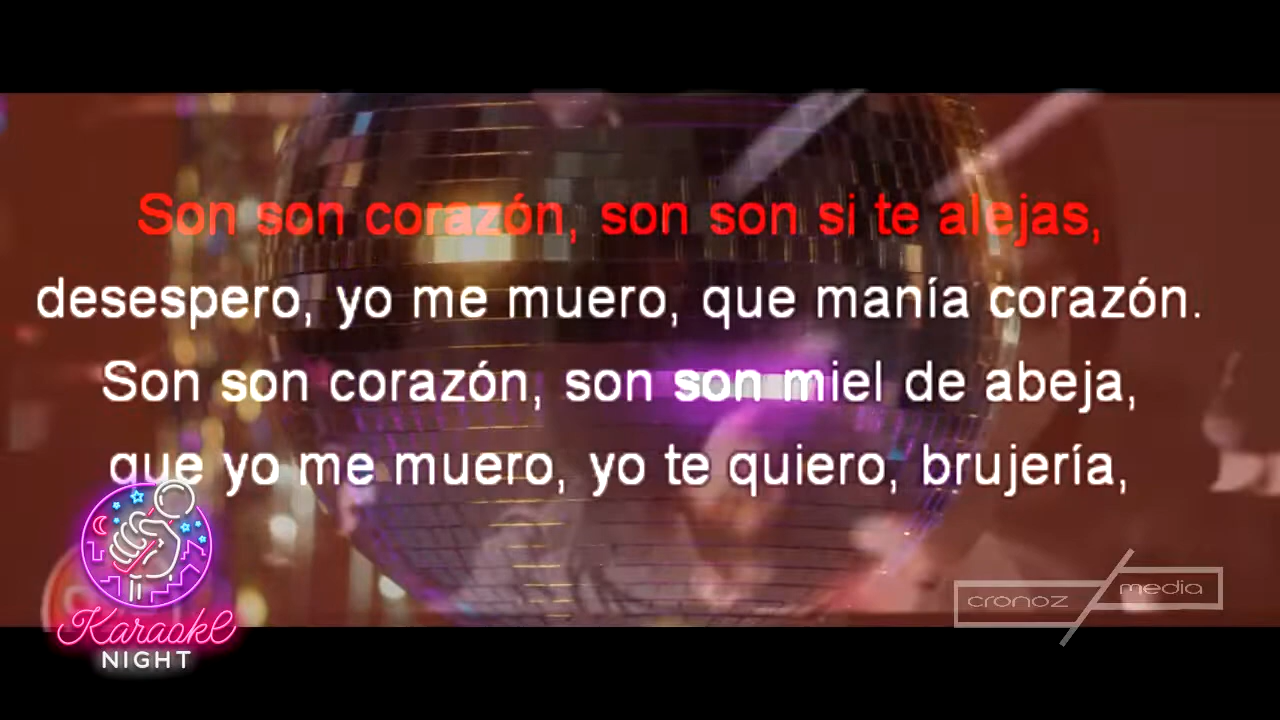 Son son corazón, son son si te alejas,
desespero, yo me muero, que manía corazón.
Son son corazón, son son miel de abeja,
que yo me muero, yo te quiero, brujería,
Karaoke
NIGHT
cronoz media